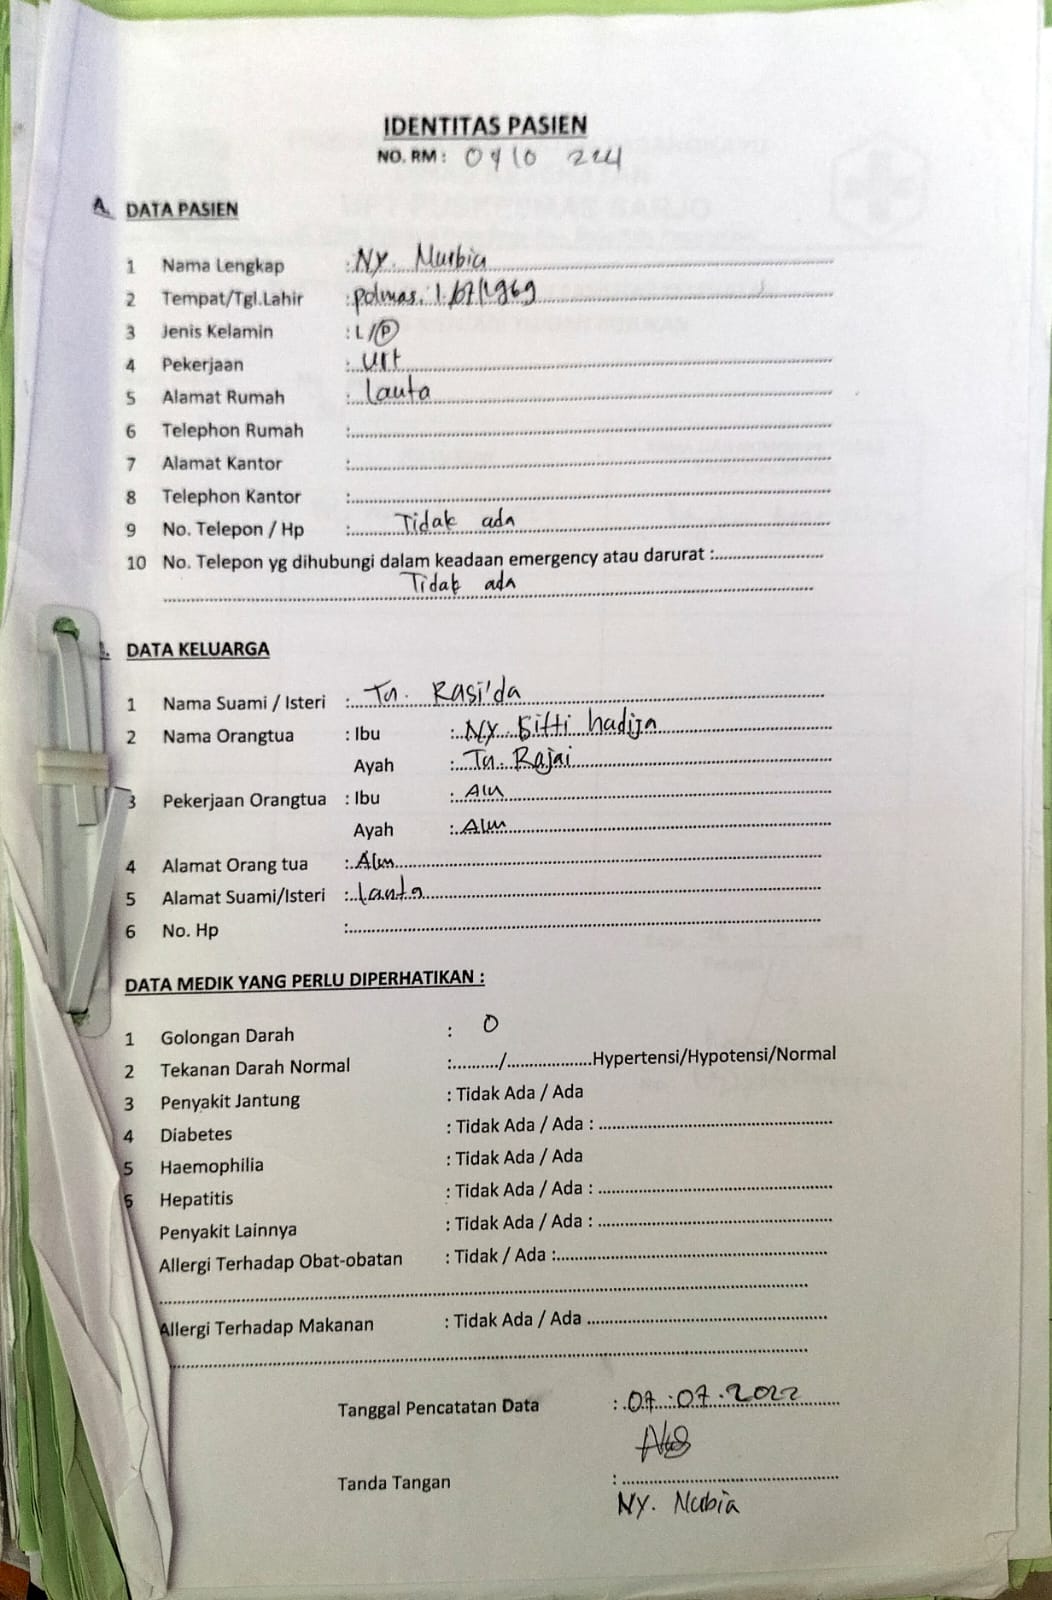 IDENTITAS PASIEN
NO. RM : 0910 224
A. DATA PASIEN
1 Nama Lengkap : NY. Nurbia
2 Tempat/Tgl.Lahir : polmas, 1/07/1969
3 Jenis Kelamin : L/P
4 Pekerjaan : Urt
5 Alamat Rumah : Lauta
6 Telephon Rumah :
7 Alamat Kantor :
8 Telephon Kantor :
9 No. Telepon / Hp : Tidak ada
10 No. Telepon yg dihubungi dalam keadaan emergency atau darurat :
Tidak ada
DATA KELUARGA
1 Nama Suami / Isteri : Tn. Rasi'da
2 Nama Orangtua : Ibu : NY. Sitti hadija
Ayah : Tn. Rajai
3 Pekerjaan Orangtua : Ibu : Alm
Ayah : Alm
4 Alamat Orang tua : Alm
5 Alamat Suami/Isteri : Lauta
6 No. Hp :
DATA MEDIK YANG PERLU DIPERHATIKAN :
1 Golongan Darah : O
2 Tekanan Darah Normal : ........./..................Hypertensi/Hypotensi/Normal
3 Penyakit Jantung : Tidak Ada / Ada
4 Diabetes : Tidak Ada / Ada :
5 Haemophilia : Tidak Ada / Ada
6 Hepatitis : Tidak Ada / Ada :
Penyakit Lainnya : Tidak Ada / Ada :
Allergi Terhadap Obat-obatan : Tidak / Ada :
Allergi Terhadap Makanan : Tidak Ada / Ada
Tanggal Pencatatan Data : 07.07.2022
Tanda Tangan :
NY. Nurbia